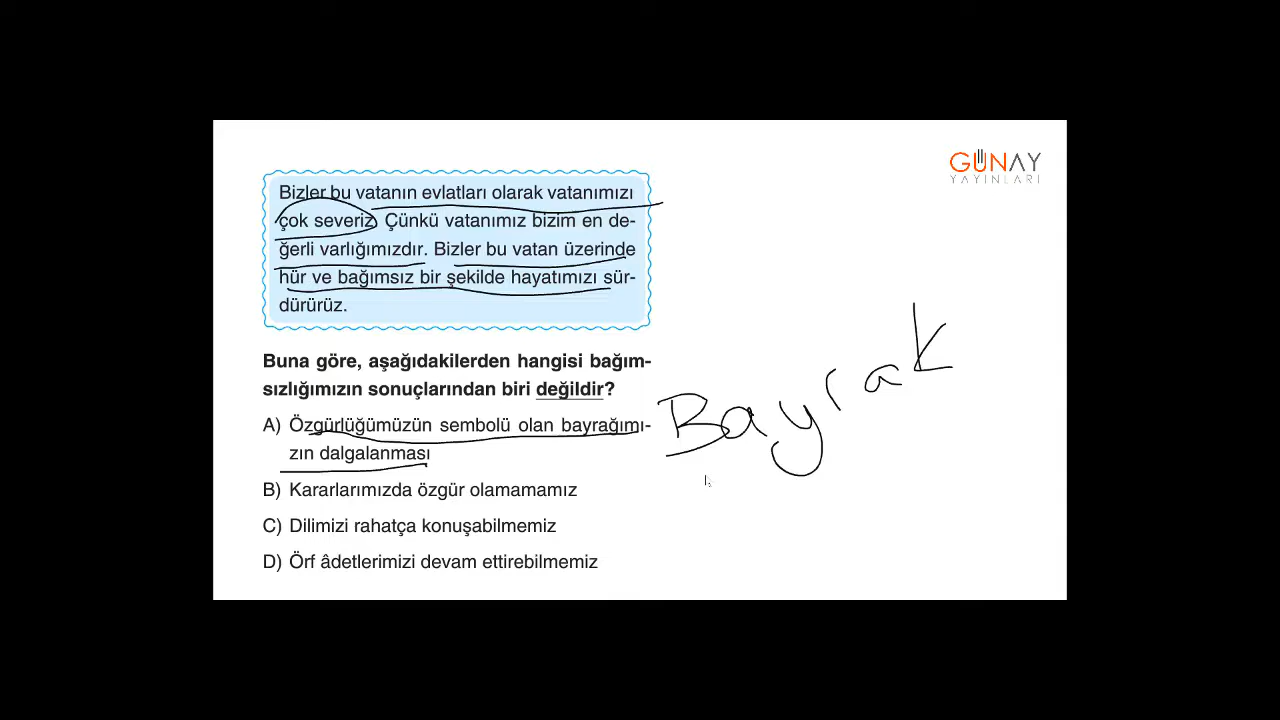 GÜNAY
YAYINLARI
Bizler bu vatanın evlatları olarak vatanımızı
çok severiz. Çünkü vatanımız bizim en de-
ğerli varlığımızdır. Bizler bu vatan üzerinde
hür ve bağımsız bir şekilde hayatımızı sür-
dürürüz.
Buna göre, aşağıdakilerden hangisi bağım-
sızlığımızın sonuçlarından biri değildir?
A) Özgürlüğümüzün sembolü olan bayrağımı-
zın dalgalanması
B) Kararlarımızda özgür olamamamız
C) Dilimizi rahatça konuşabilmemiz
D) Örf âdetlerimizi devam ettirebilmemiz
Bayrak